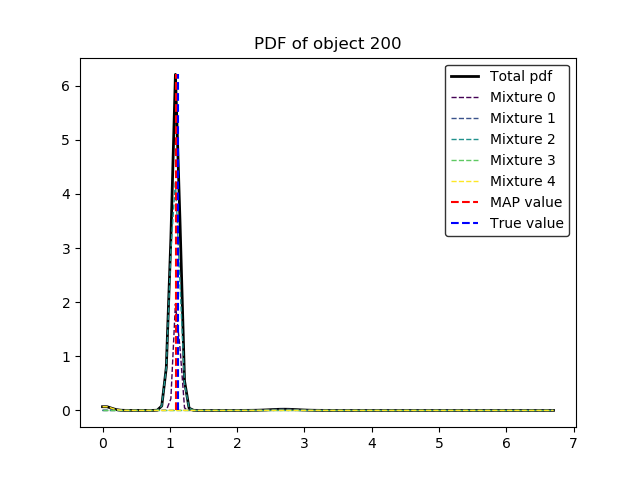 PDF of object 200
Total pdf
Mixture 0
Mixture 1
Mixture 2
Mixture 3
Mixture 4
MAP value
True value
6
5
4
3
2
1
0
0 1 2 3 4 5 6 7